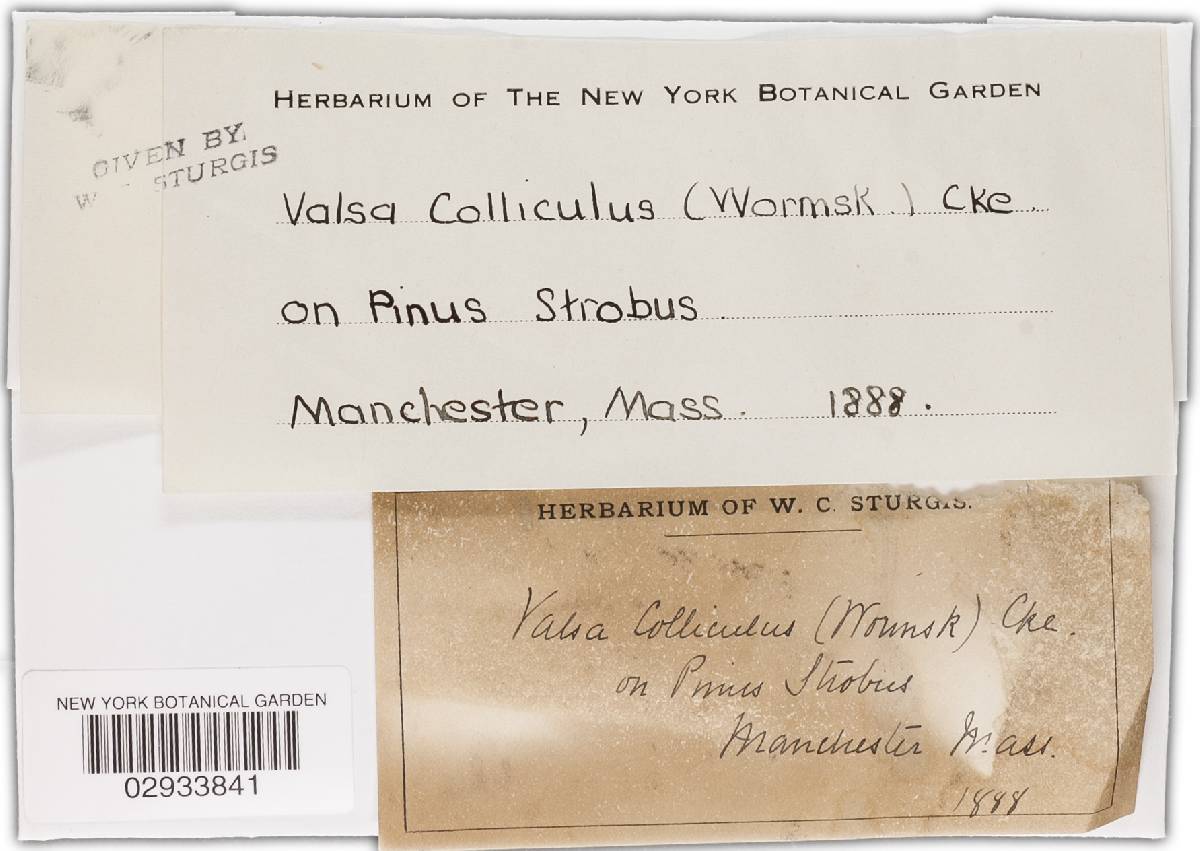 HERBARIUM OF THE NEW YORK BOTANICAL GARDEN
GIVEN BY
W STURGIS
Valsa Colliculus (Wormsk.) Cke.
on Pinus Strobus
Manchester, Mass. 1888.
HERBARIUM OF W. C. STURGIS.
Valsa Colliculus (Wormsk) Cke.
on Pinus Strobus
Manchester Mass.
1888
NEW YORK BOTANICAL GARDEN
02933841